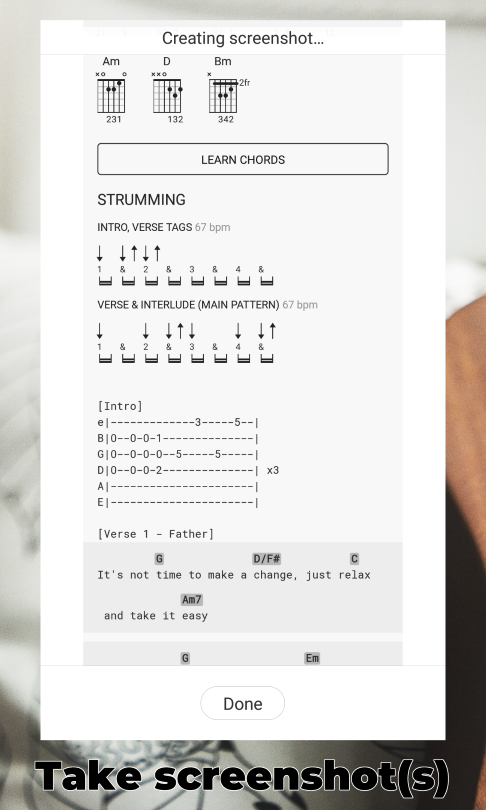 Creating screenshot...
Am D Bm
xo o xxo x
2fr
231 132 342
LEARN CHORDS
STRUMMING
INTRO, VERSE TAGS 67 bpm
1 & 2 & 3 & 4 &
VERSE & INTERLUDE (MAIN PATTERN) 67 bpm
1 & 2 & 3 & 4 &
[Intro]
e|-------------3-----5--|
B|0--0-0-1--------------|
G|0--0-0-0--5-----5-----|
D|0--0-0-2--------------| x3
A|----------------------|
E|----------------------|
[Verse 1 - Father]
G D/F# C
It's not time to make a change, just relax
Am7
and take it easy
G Em
Done
Take screenshot(s)